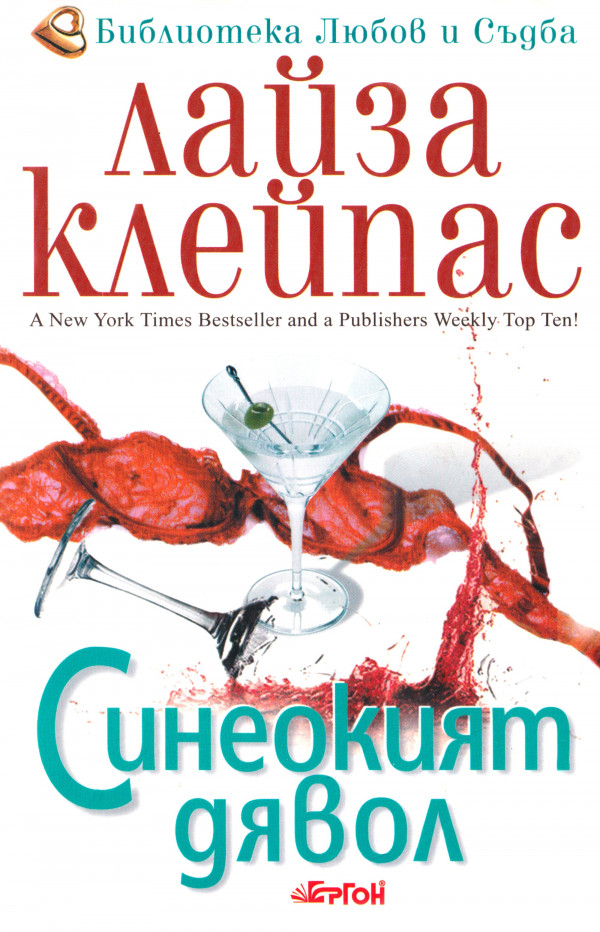 Библиотека Любов и Съдба
лайза
клейпас
A New York Times Bestseller and a Publishers Weekly Top Ten!
Синеокият
дявол
ЕРГОН®